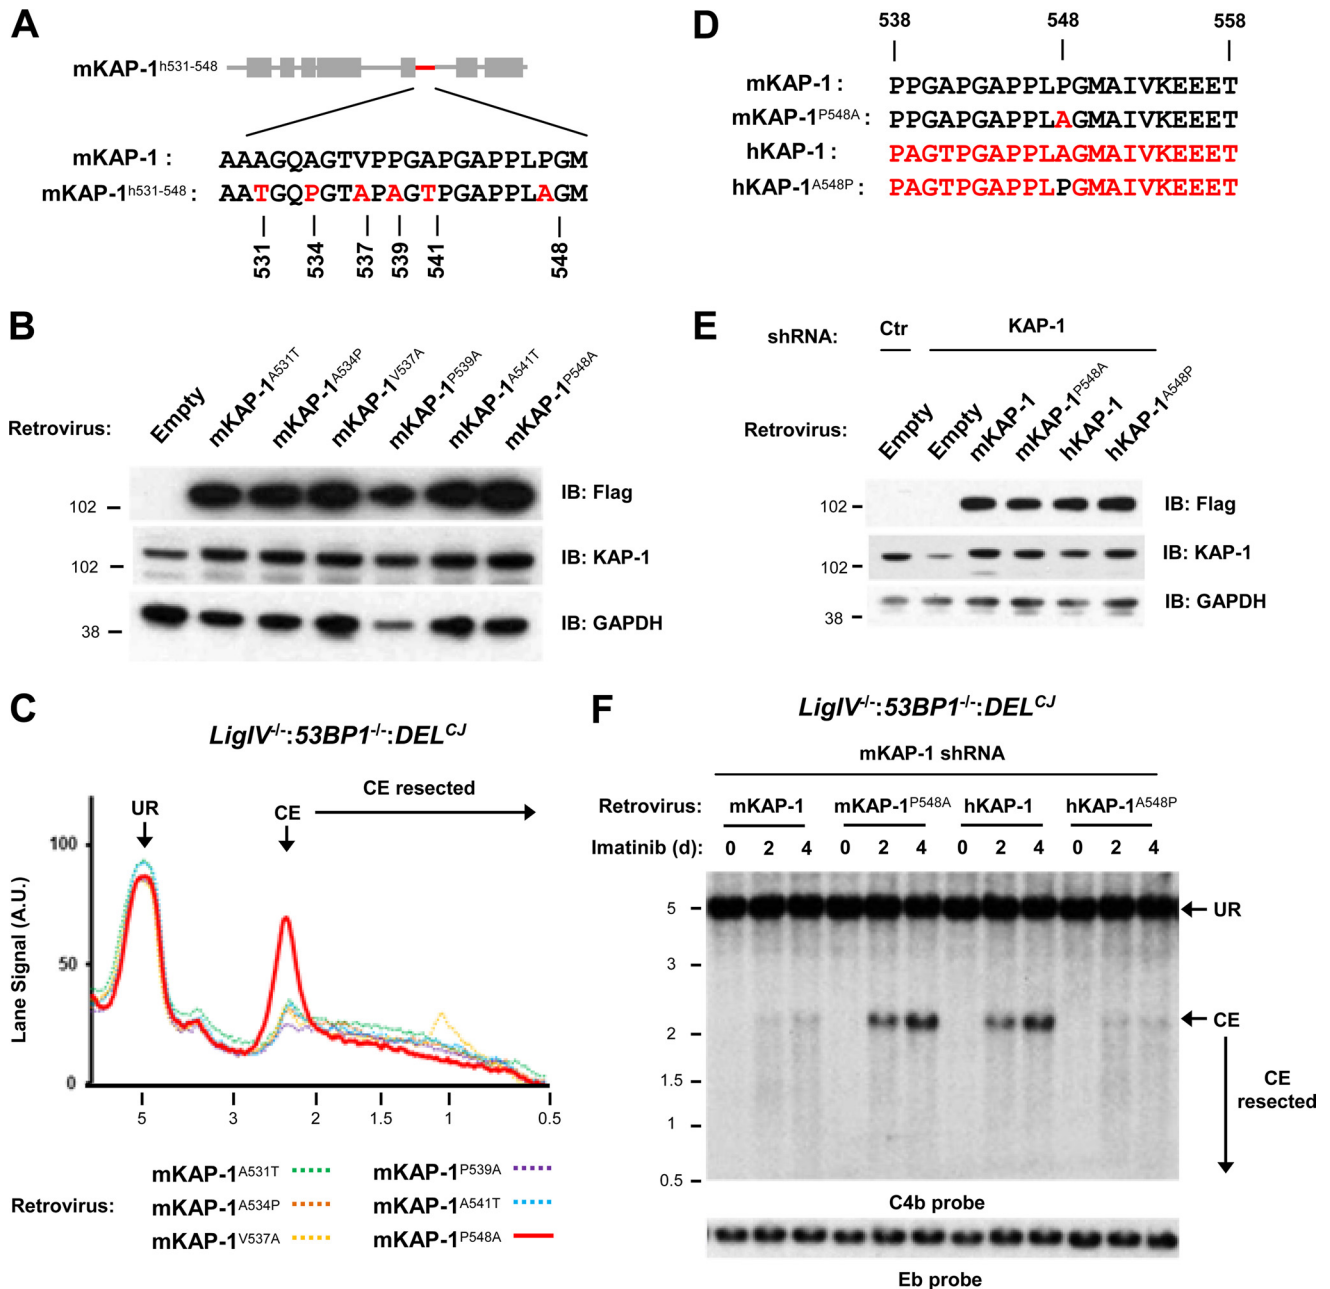 A
mKAP-1h531-548
mKAP-1 : AAAGQAGTVPPGAPGAPPLPGM
mKAP-1h531-548 : AATGQPGTAPAGTPGAPPLAGM
531 534 537 539 541 548
B
Retrovirus: Empty mKAP-1A531T mKAP-1A534P mKAP-1V537A mKAP-1P539A mKAP-1A541T mKAP-1P548A
102 IB: Flag
102 IB: KAP-1
38 IB: GAPDH
C
LigIV-/-:53BP1-/-:DELCJ
CE resected
UR CE
Lane Signal (A.U.)
100
50
0
5 3 2 1.5 1 0.5
Retrovirus:
mKAP-1A531T mKAP-1P539A
mKAP-1A534P mKAP-1A541T
mKAP-1V537A mKAP-1P548A
D
538 548 558
mKAP-1 : PPGAPGAPPLPGMAIVKEEET
mKAP-1P548A : PPGAPGAPPLAGMAIVKEEET
hKAP-1: PAGTPGAPPLAGMAIVKEEET
hKAP-1A548P : PAGTPGAPPLPGMAIVKEEET
E
shRNA: Ctr KAP-1
Retrovirus: Empty Empty mKAP-1 mKAP-1P548A hKAP-1 hKAP-1A548P
102 IB: Flag
102 IB: KAP-1
38 IB: GAPDH
F
LigIV-/-:53BP1-/-:DELCJ
mKAP-1 shRNA
Retrovirus: mKAP-1 mKAP-1P548A hKAP-1 hKAP-1A548P
Imatinib (d): 0 2 4 0 2 4 0 2 4 0 2 4
5 UR
3
2 CE
1.5
1
0.5
CE
resected
C4b probe
Eb probe